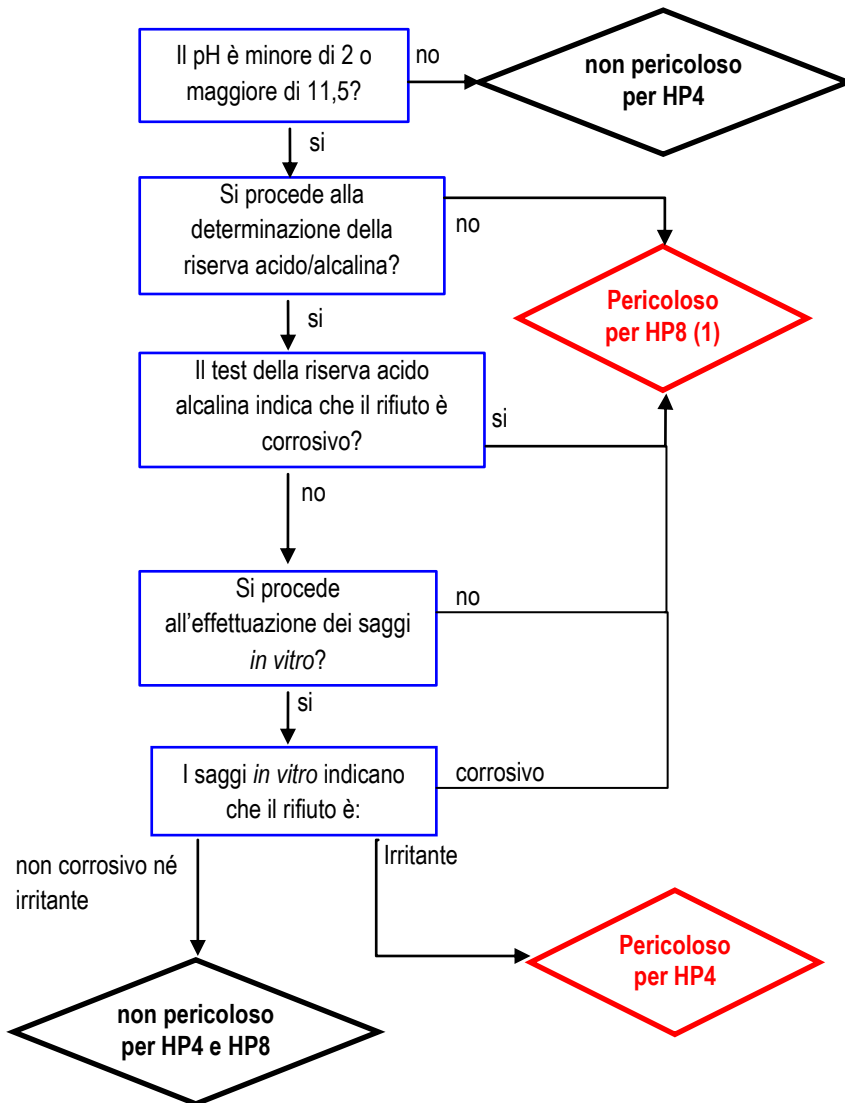 Il pH è minore di 2 o
maggiore di 11,5?
no
non pericoloso
per HP4
si
Si procede alla
determinazione della
riserva acido/alcalina?
no
Pericoloso
per HP8 (1)
si
Il test della riserva acido
alcalina indica che il rifiuto è
corrosivo?
si
no
Si procede
all'effettuazione dei saggi
in vitro?
no
si
I saggi in vitro indicano
che il rifiuto è:
corrosivo
non corrosivo né
irritante
Irritante
Pericoloso
per HP4
non pericoloso
per HP4 e HP8